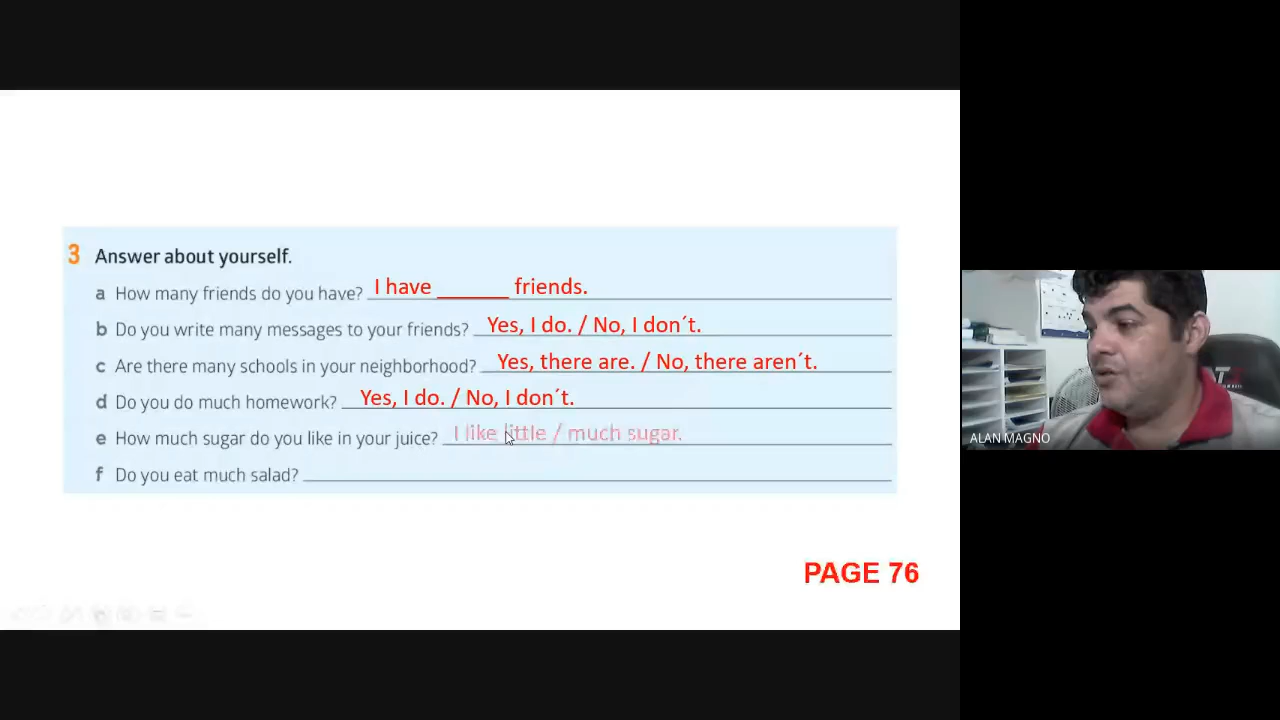 3 Answer about yourself.
a How many friends do you have? I have ______ friends.
b Do you write many messages to your friends? Yes, I do. / No, I don´t.
c Are there many schools in your neighborhood? Yes, there are. / No, there aren´t.
d Do you do much homework? Yes, I do. / No, I don´t.
e How much sugar do you like in your juice? I like little / much sugar.
f Do you eat much salad?
PAGE 76
ALAN MAGNO